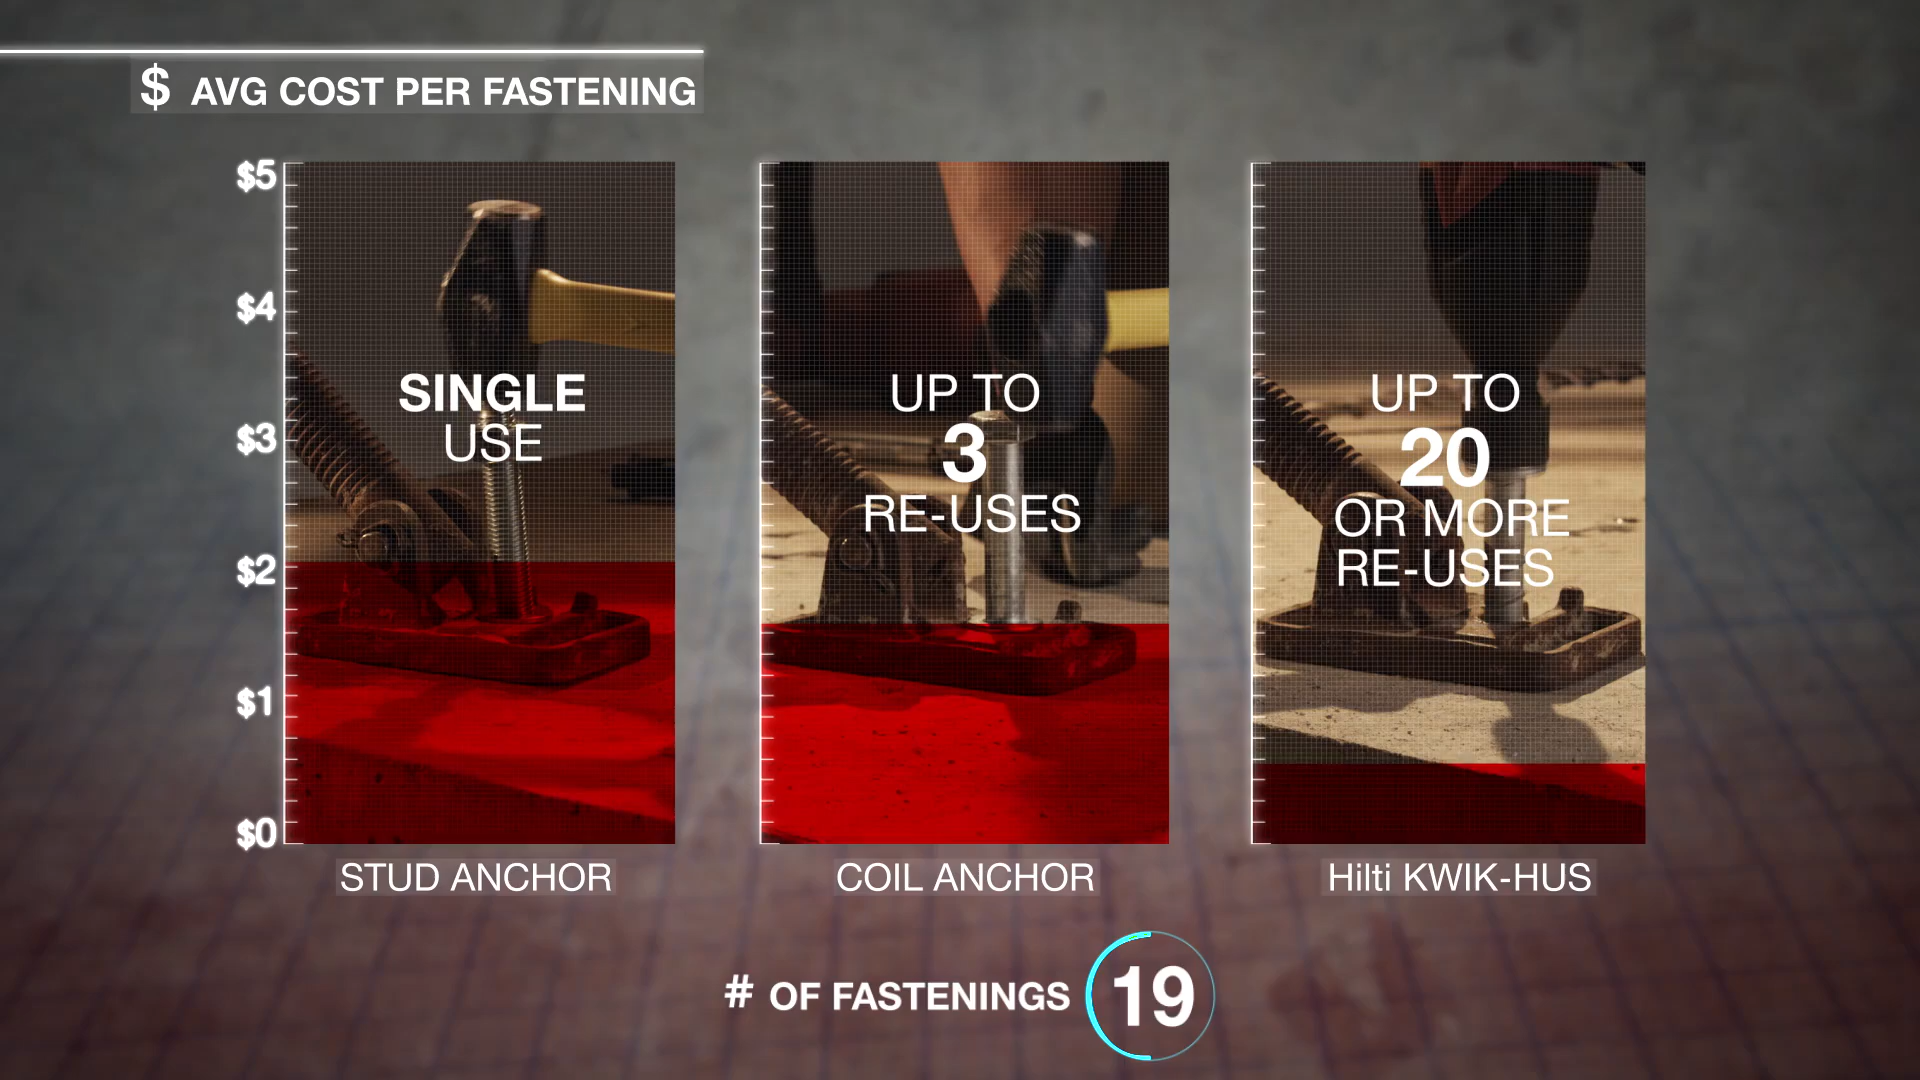 $ AVG COST PER FASTENING
$5
$4
$3
$2
$1
$0
SINGLE
USE
UP TO
3
RE-USES
UP TO
20
OR MORE
RE-USES
STUD ANCHOR
COIL ANCHOR
Hilti KWIK-HUS
# OF FASTENINGS 19